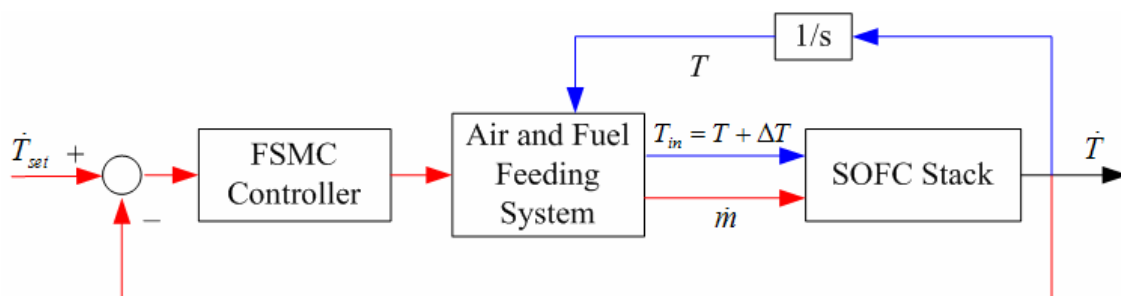 1/s
T
Ṫset +
−
FSMC
Controller
Air and Fuel
Feeding
System
Tin = T + ΔT
ṁ
SOFC Stack
Ṫ